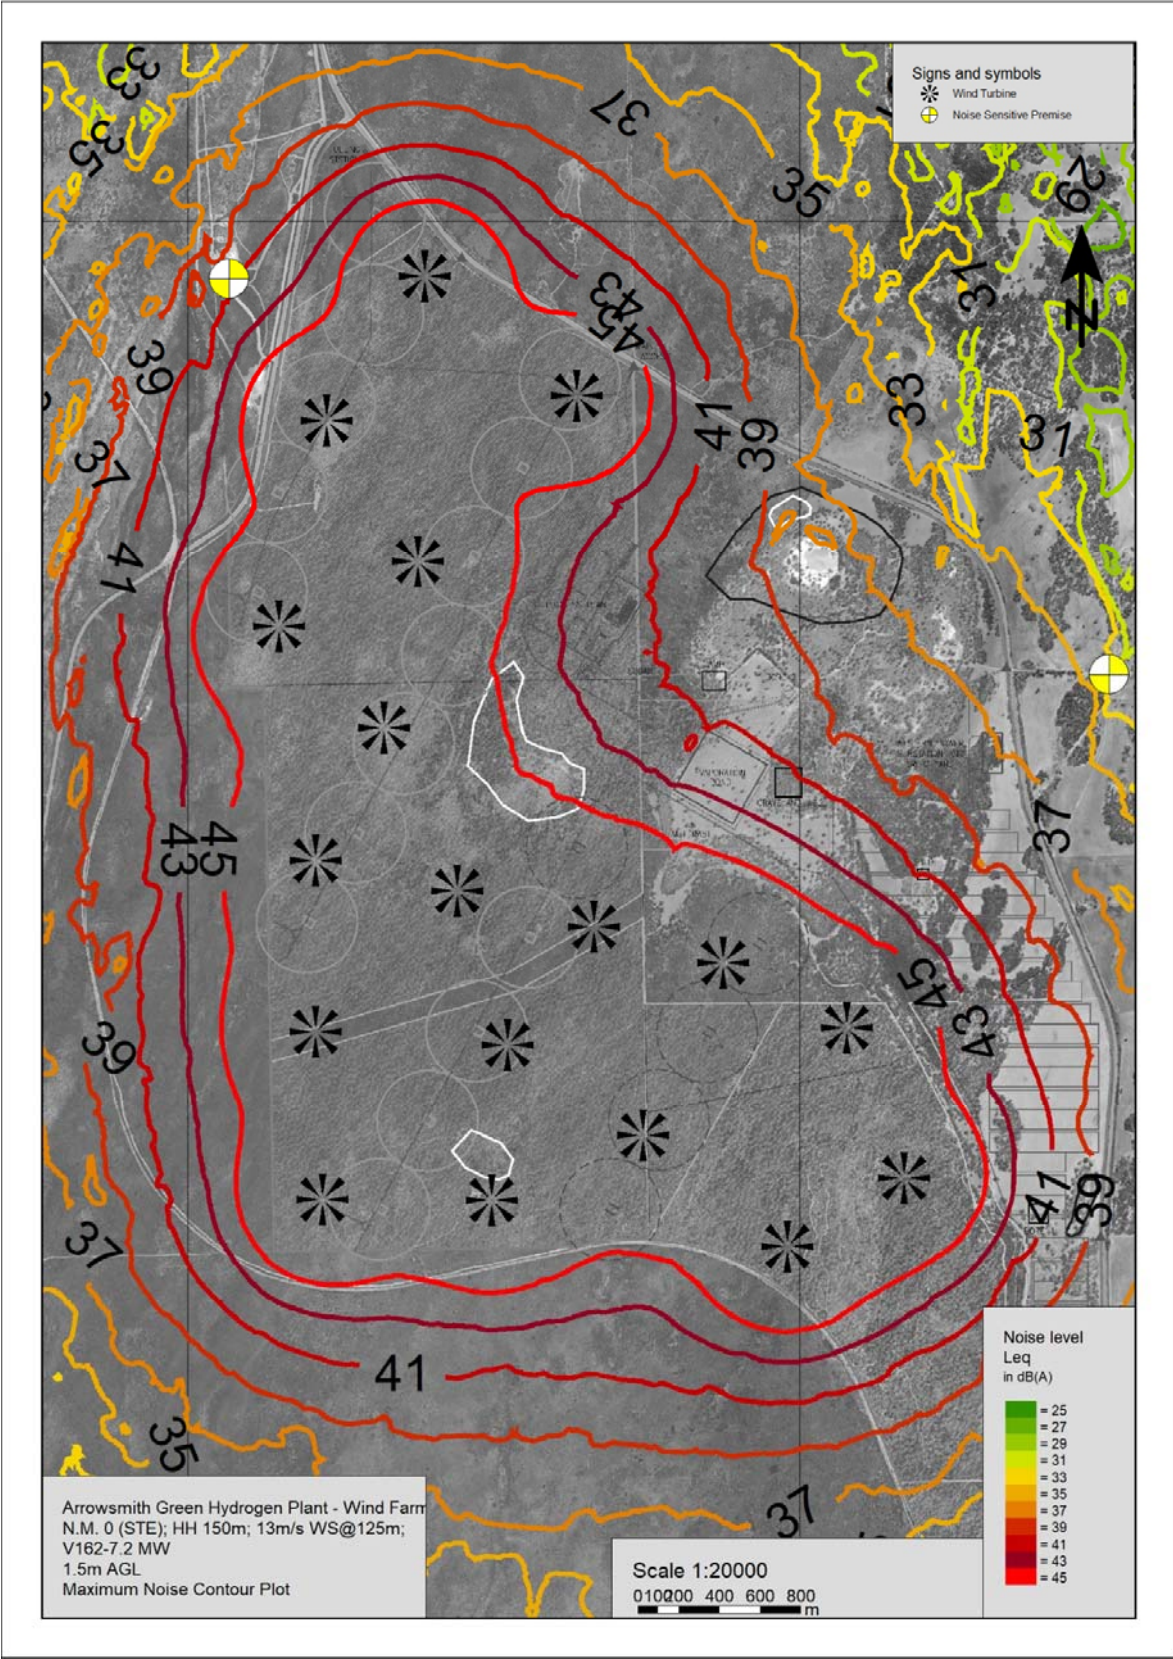 33
37
35
35
Signs and symbols
Wind Turbine
Noise Sensitive Premise
29
31
N
43
45
39
33
41
39
31
37
41
37
43
45
45
43
39
41
39
37
41
35
37
Noise level
Leq
in dB(A)
= 25
= 27
= 29
= 31
= 33
= 35
= 37
= 39
= 41
= 43
= 45
Arrowsmith Green Hydrogen Plant - Wind Farm
N.M. 0 (STE); HH 150m; 13m/s WS@125m;
V162-7.2 MW
1.5m AGL
Maximum Noise Contour Plot
Scale 1:20000
0 100 200 400 600 800
m